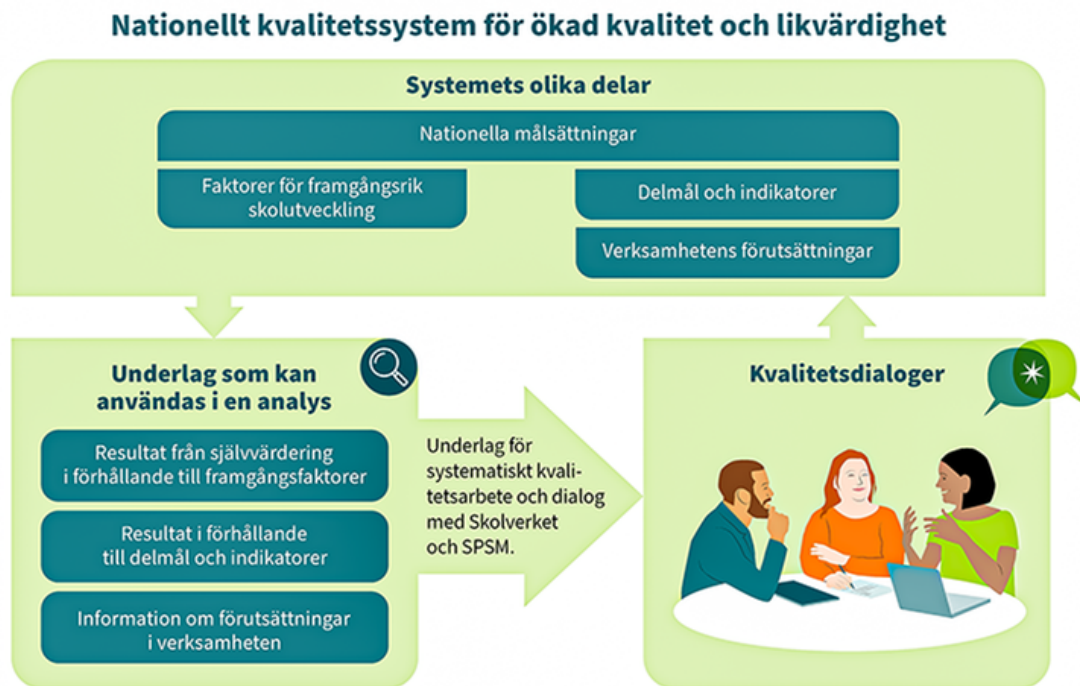 Nationellt kvalitetssystem för ökad kvalitet och likvärdighet
Systemets olika delar
Nationella målsättningar
Faktorer för framgångsrik
skolutveckling
Delmål och indikatorer
Verksamhetens förutsättningar
Underlag som kan
användas i en analys
Resultat från självvärdering
i förhållande till framgångsfaktorer
Resultat i förhållande
till delmål och indikatorer
Information om förutsättningar
i verksamheten
Underlag för
systematiskt kvali-
tetsarbete och dialog
med Skolverket
och SPSM.
Kvalitetsdialoger